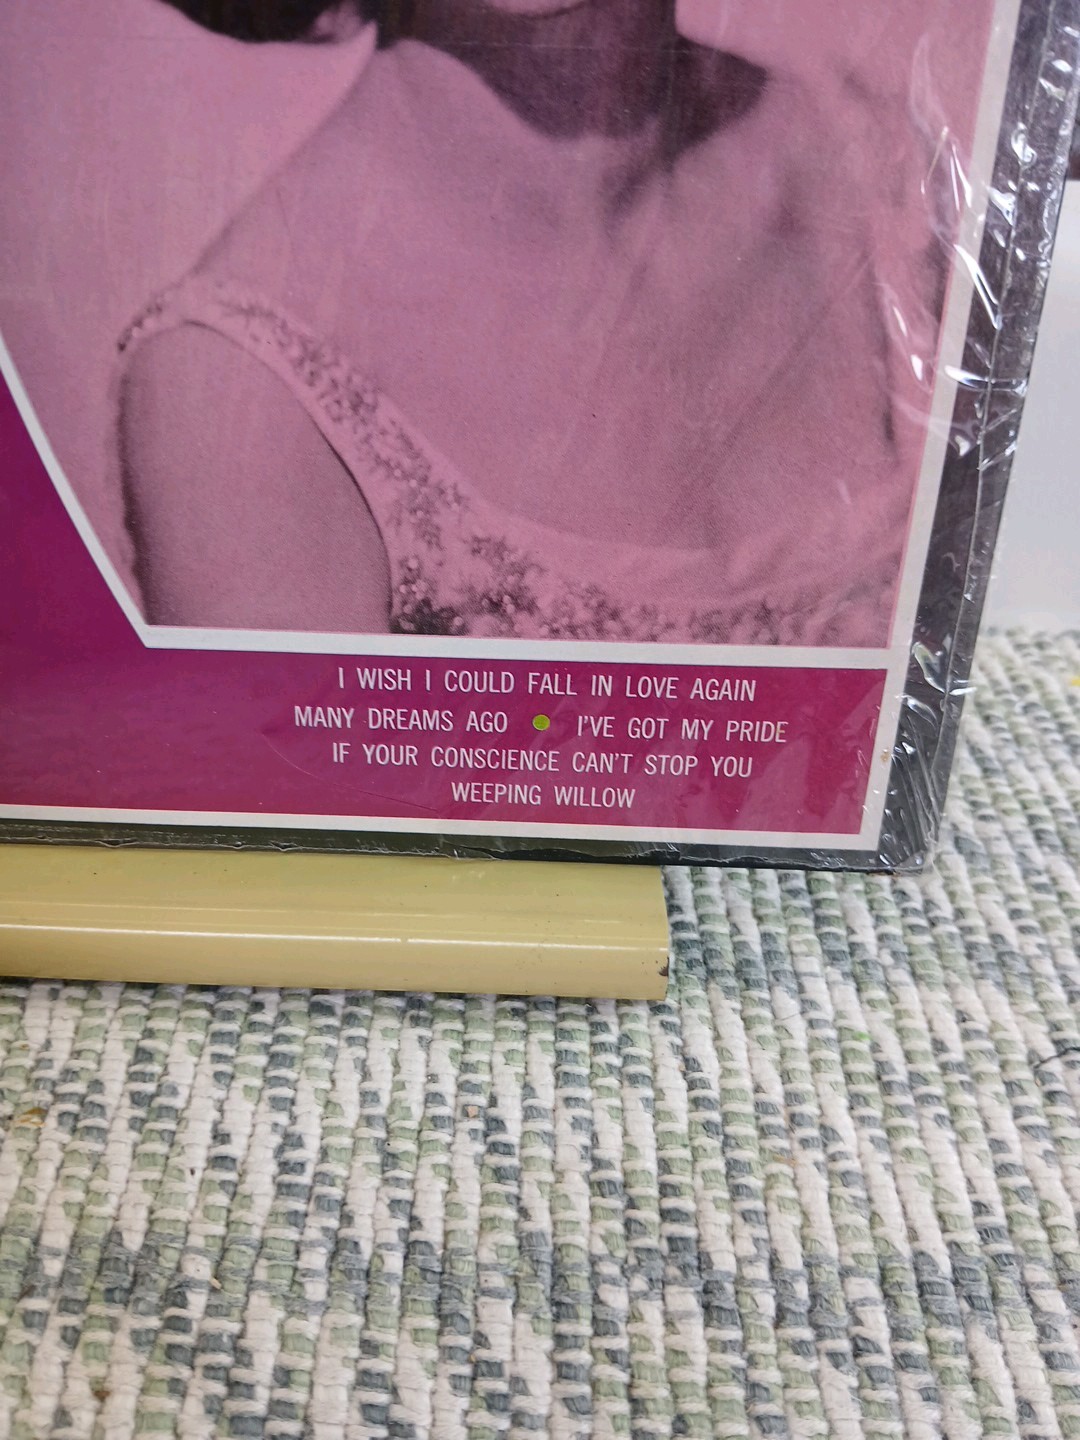 I WISH I COULD FALL IN LOVE AGAIN
MANY DREAMS AGO ● I'VE GOT MY PRIDE
IF YOUR CONSCIENCE CAN'T STOP YOU
WEEPING WILLOW